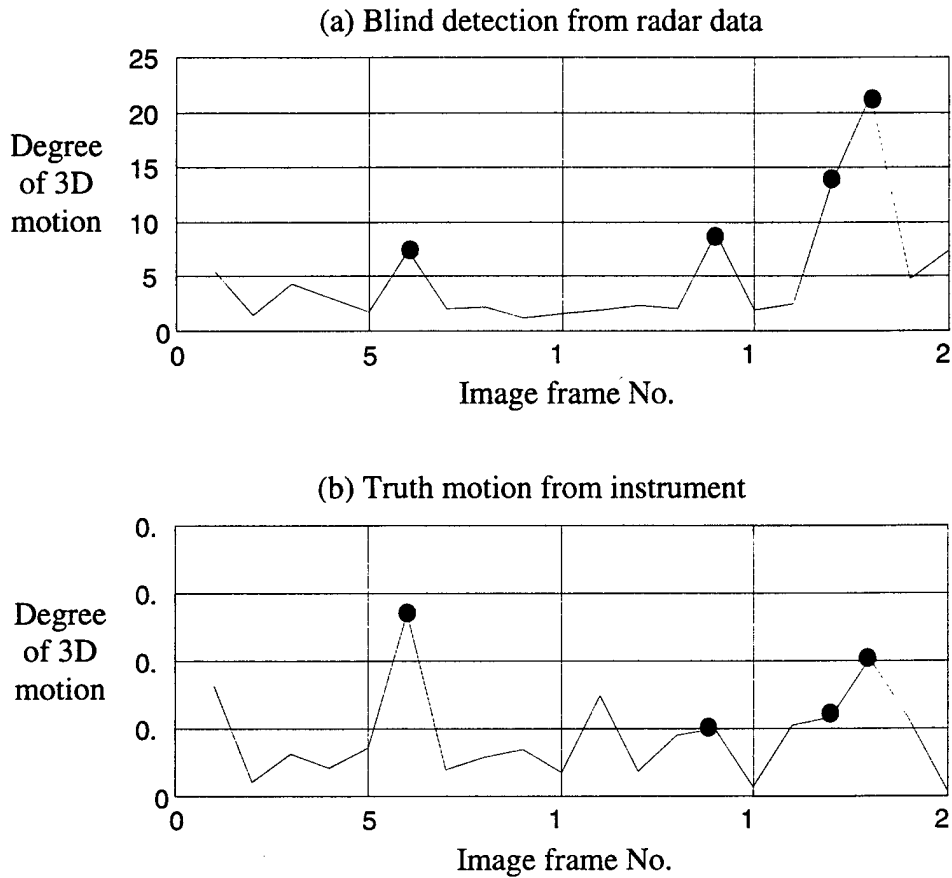 (a) Blind detection from radar data
25
20
15
10
5
0
Degree
of 3D
motion
0 5 1 1 2
Image frame No.
(b) Truth motion from instrument
0.
0.
0.
0.
0
Degree
of 3D
motion
0 5 1 1 2
Image frame No.